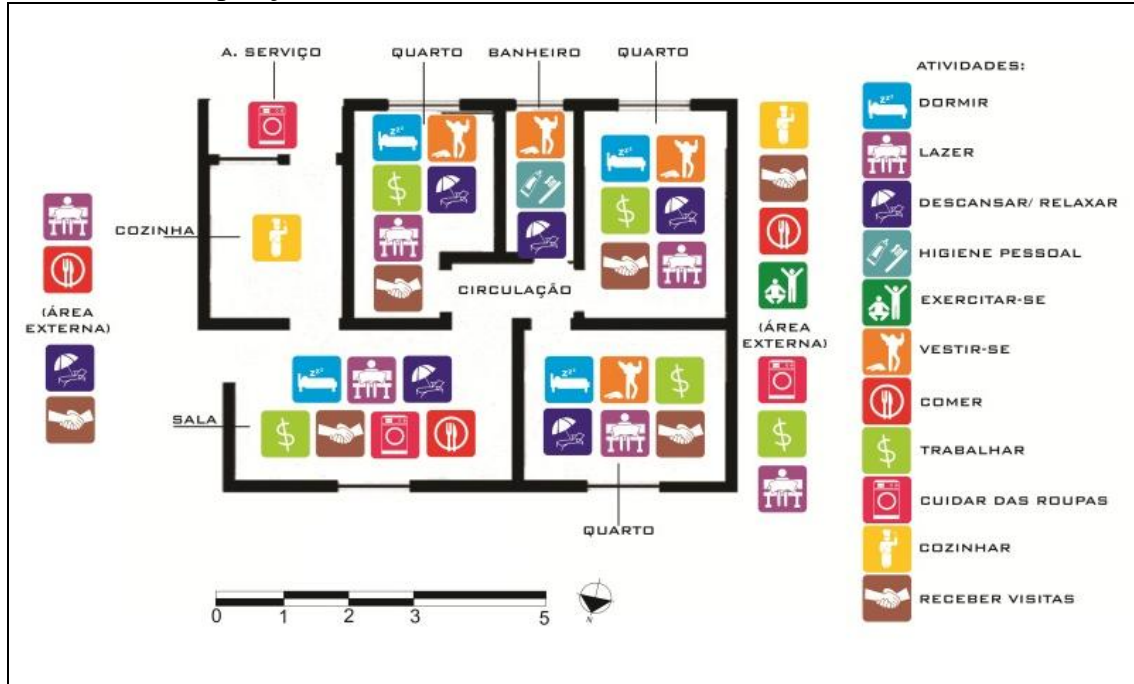 A. SERVIÇO
QUARTO
BANHEIRO
QUARTO
COZINHA
CIRCULAÇÃO
(ÁREA
EXTERNA)
(ÁREA
EXTERNA)
SALA
QUARTO
0 1 2 3 5
N
ATIVIDADES:
DORMIR
LAZER
DESCANSAR/ RELAXAR
HIGIENE PESSOAL
EXERCITAR-SE
VESTIR-SE
COMER
TRABALHAR
CUIDAR DAS ROUPAS
COZINHAR
RECEBER VISITAS